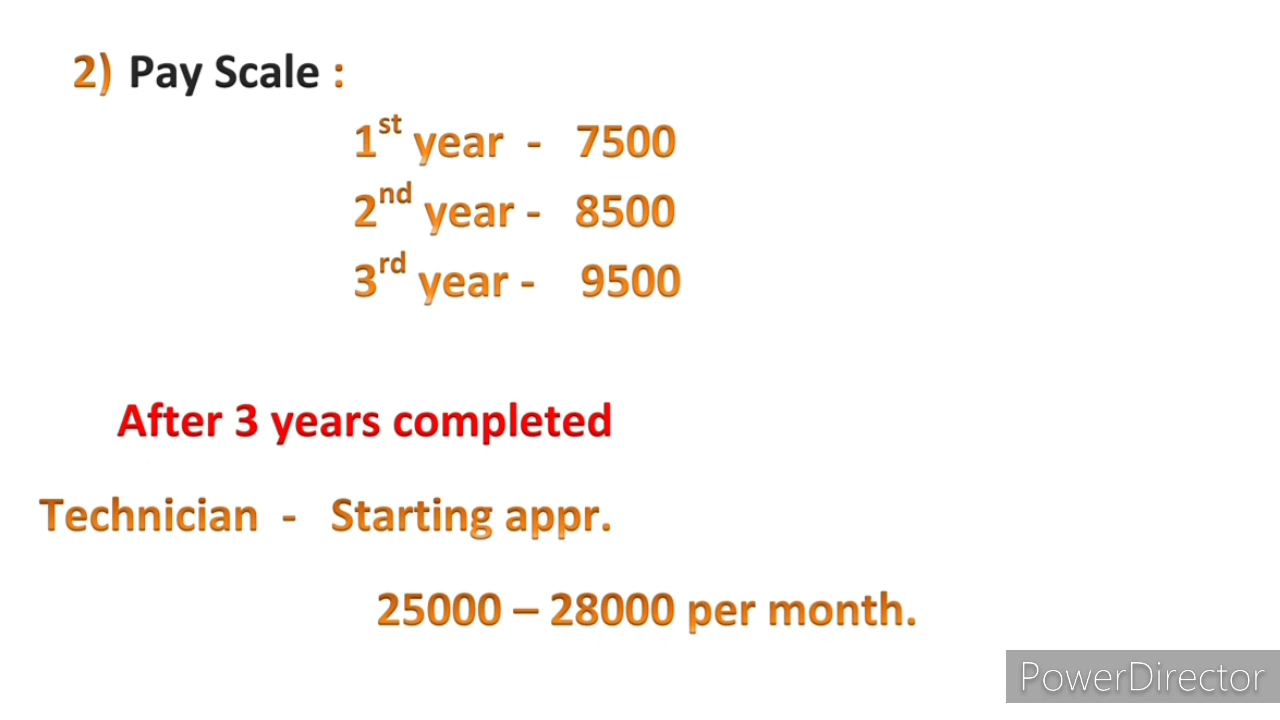 2) Pay Scale :
1st year - 7500
2nd year - 8500
3rd year - 9500
After 3 years completed
Technician - Starting appr.
25000 – 28000 per month.
PowerDirector